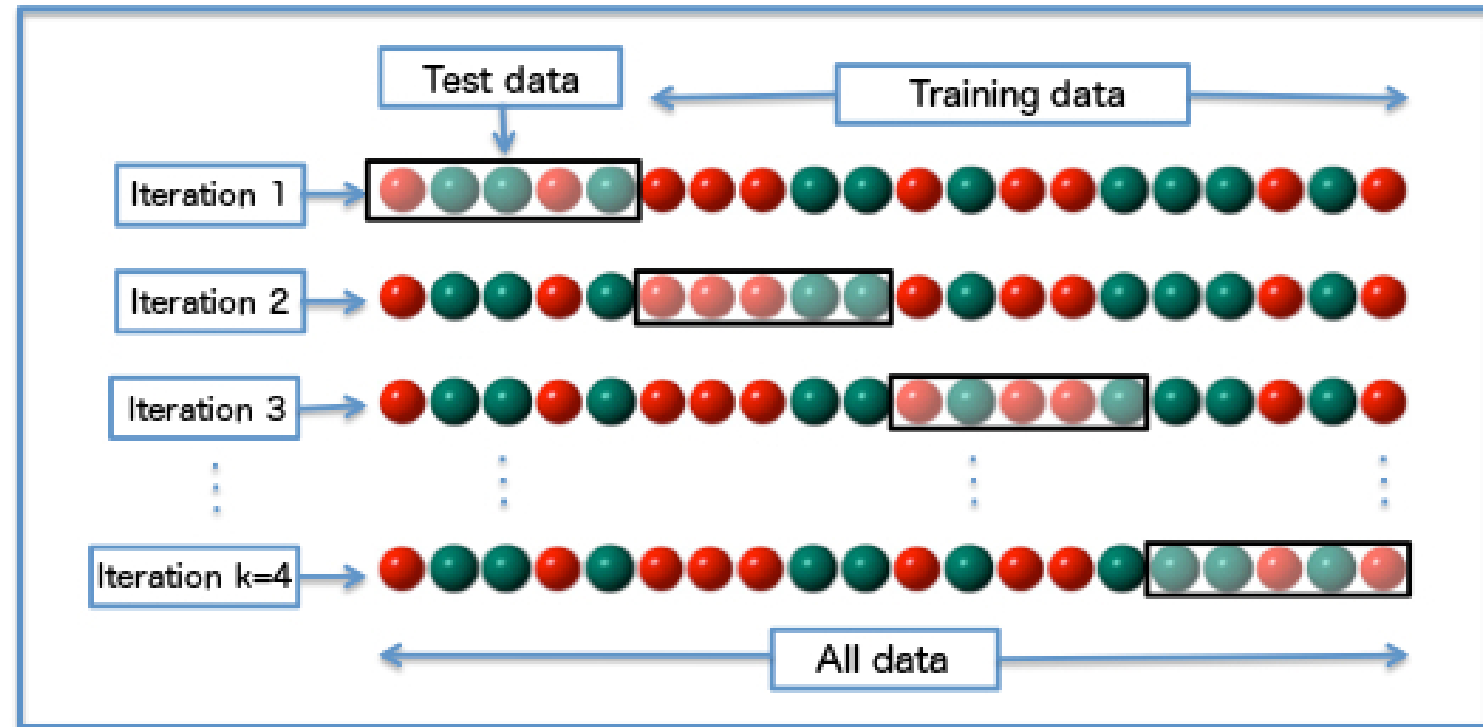 Test data
Training data
Iteration 1
Iteration 2
Iteration 3
Iteration k=4
All data